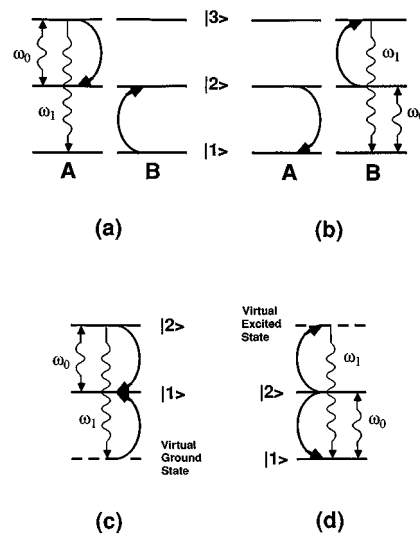 |3>
ω₀
ω₁
|2>
ω₁
ω₀
|1>
A B
A B
(a) (b)
|2>
Virtual
Excited
State
ω₀
ω₁
|1>
ω₁
|2>
ω₀
Virtual
Ground
State
|1>
(c) (d)